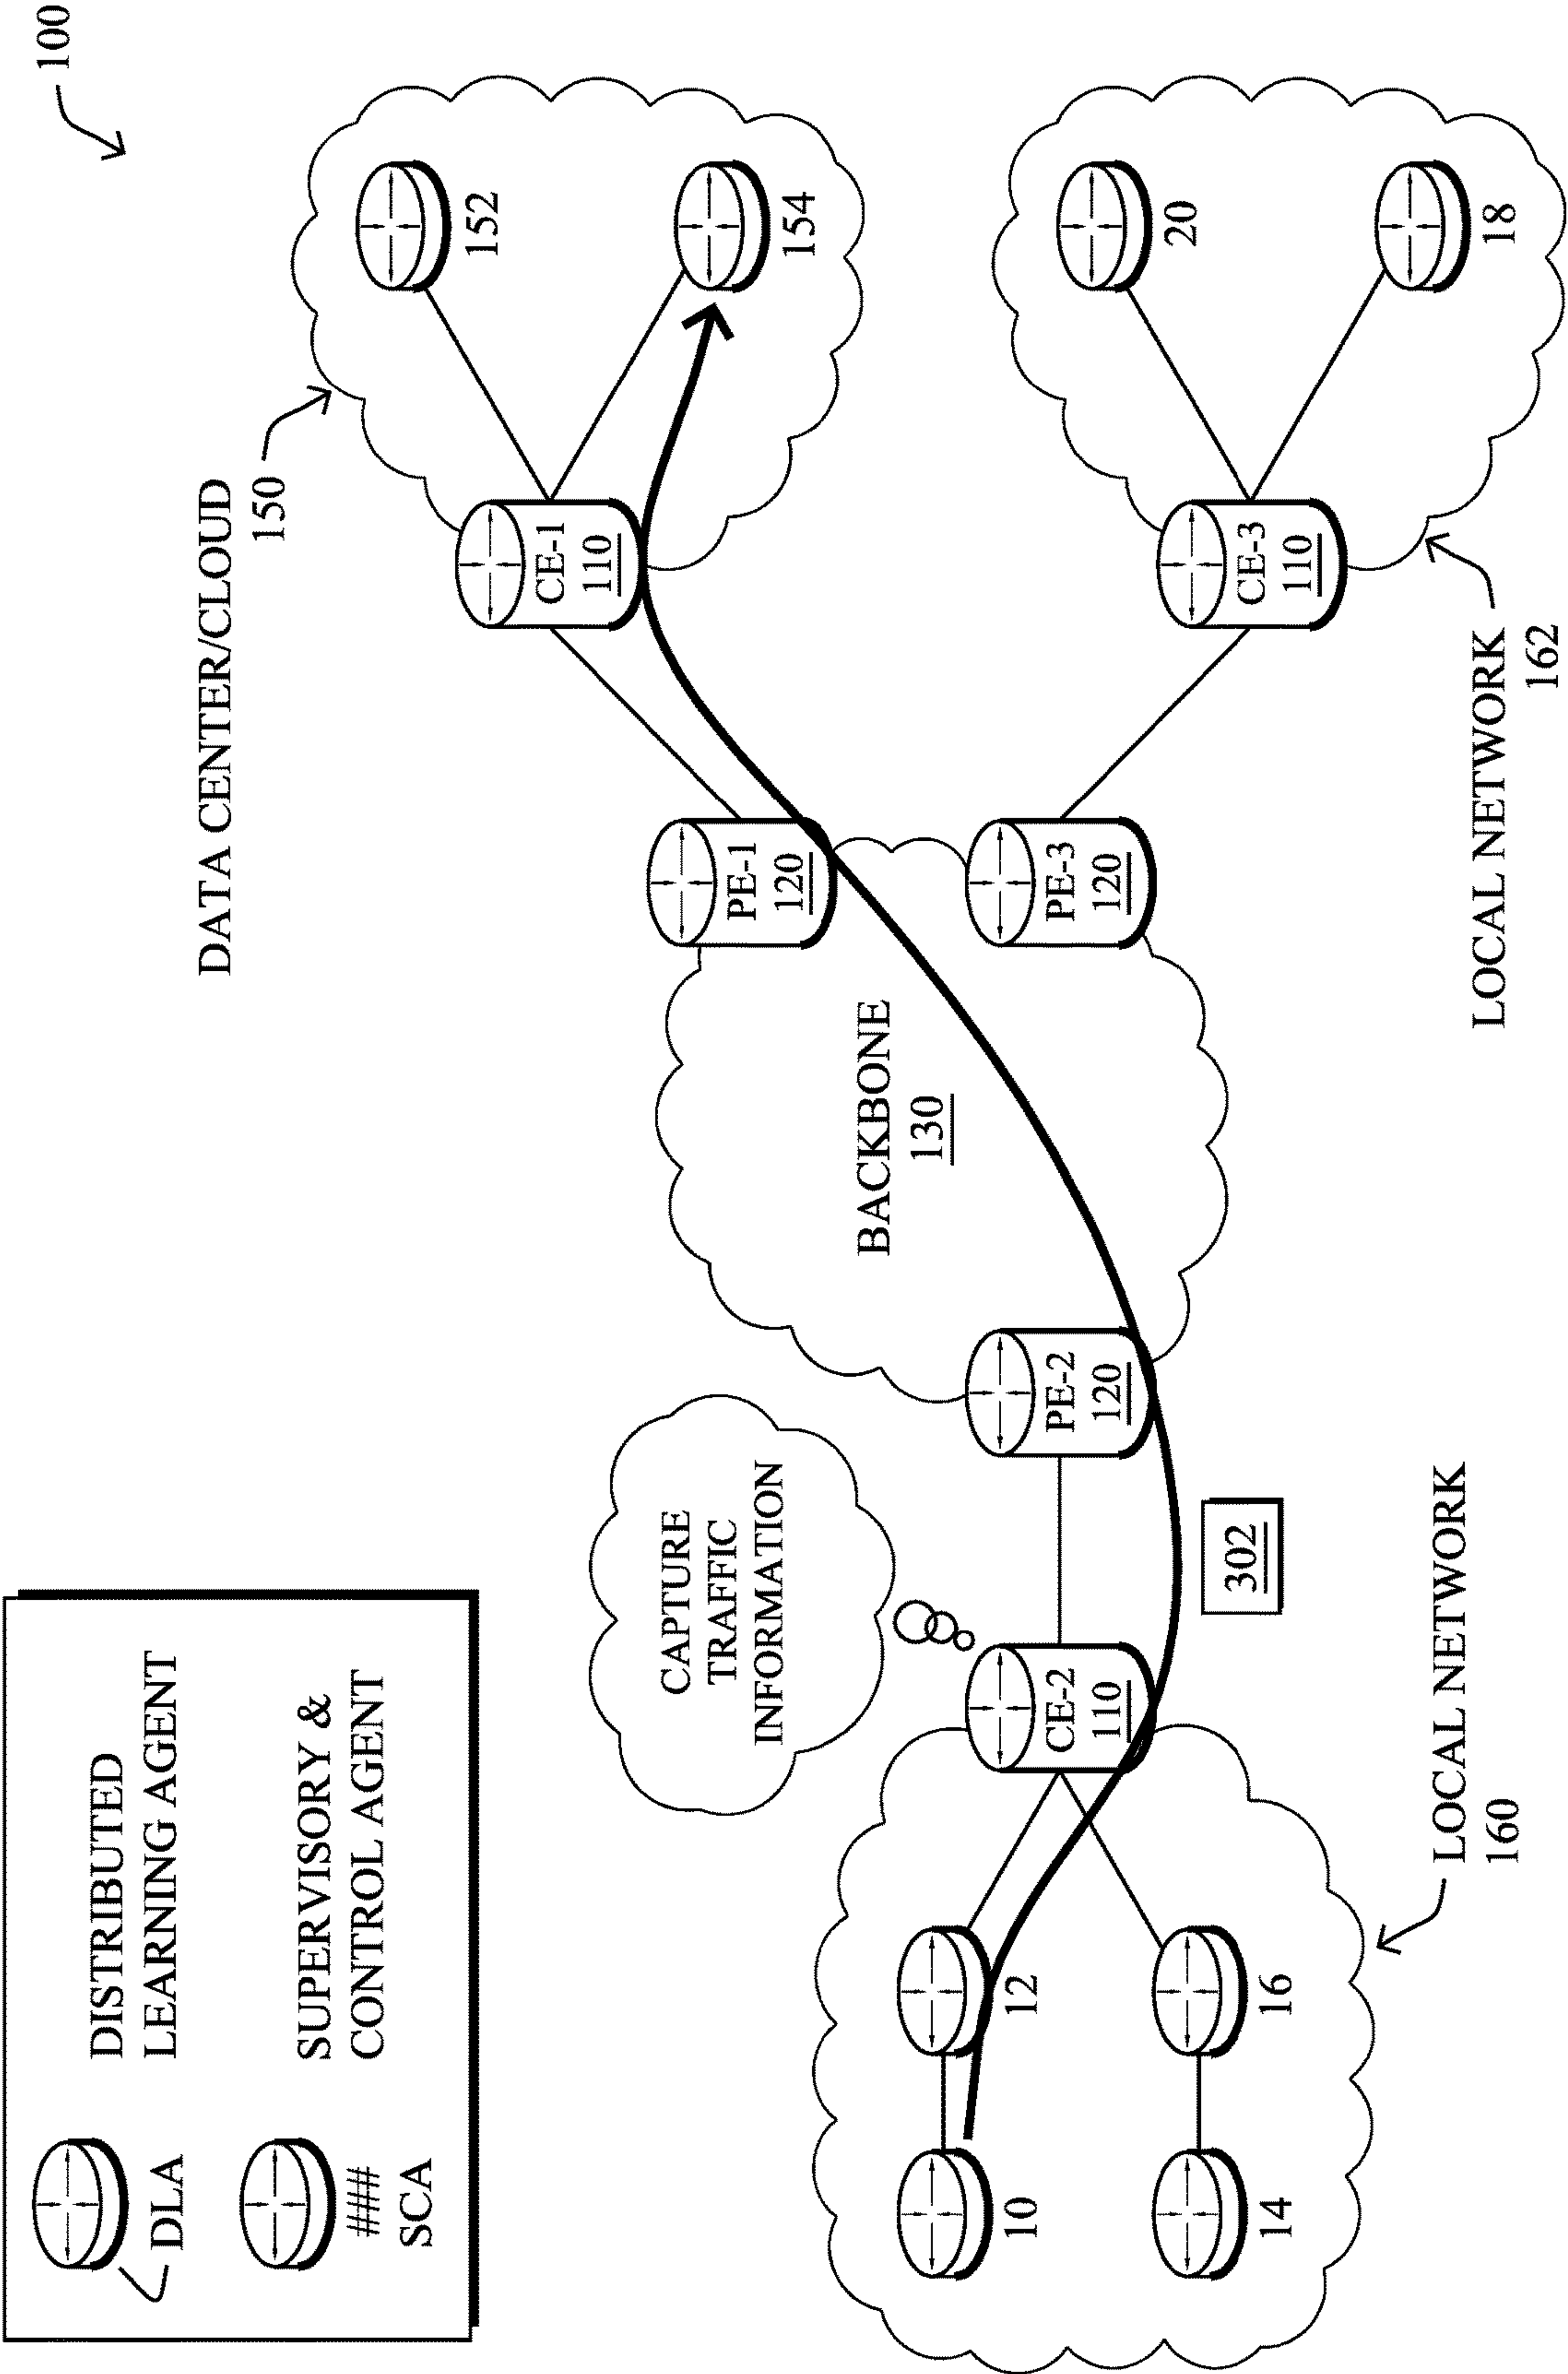 100
DISTRIBUTED
LEARNING AGENT
DLA
SUPERVISORY &
CONTROL AGENT
###
SCA
DATA CENTER/CLOUD
150
152
154
CE-1
110
PE-1
120
BACKBONE
130
CAPTURE
TRAFFIC
INFORMATION
10
12
14
16
CE-2
110
302
PE-2
120
PE-3
120
CE-3
110
20
18
LOCAL NETWORK
160
LOCAL NETWORK
162